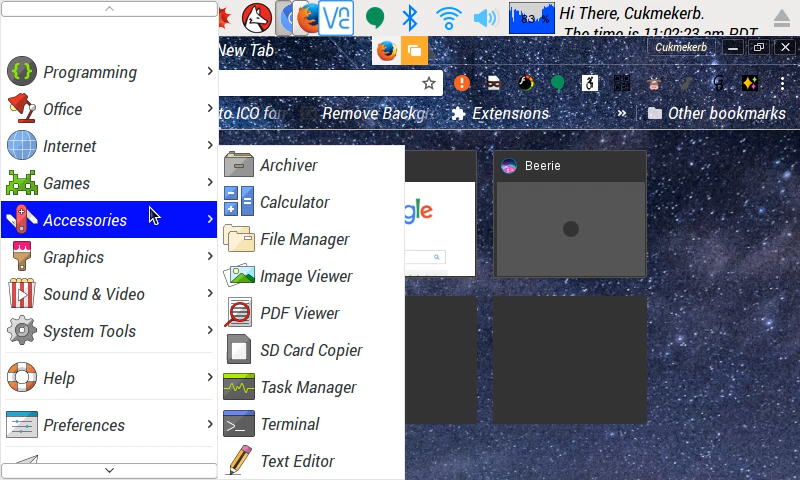 Hi There, Cukmekerb.
The time is 11:02:23 am PDT
New Tab
Cukmekerb
to ICO
Remove Backg
Extensions
»
Other bookmarks
Programming
Office
Internet
Games
Accessories
Graphics
Sound & Video
System Tools
Help
Preferences
Archiver
Calculator
File Manager
Image Viewer
PDF Viewer
SD Card Copier
Task Manager
Terminal
Text Editor
gle
Beerie